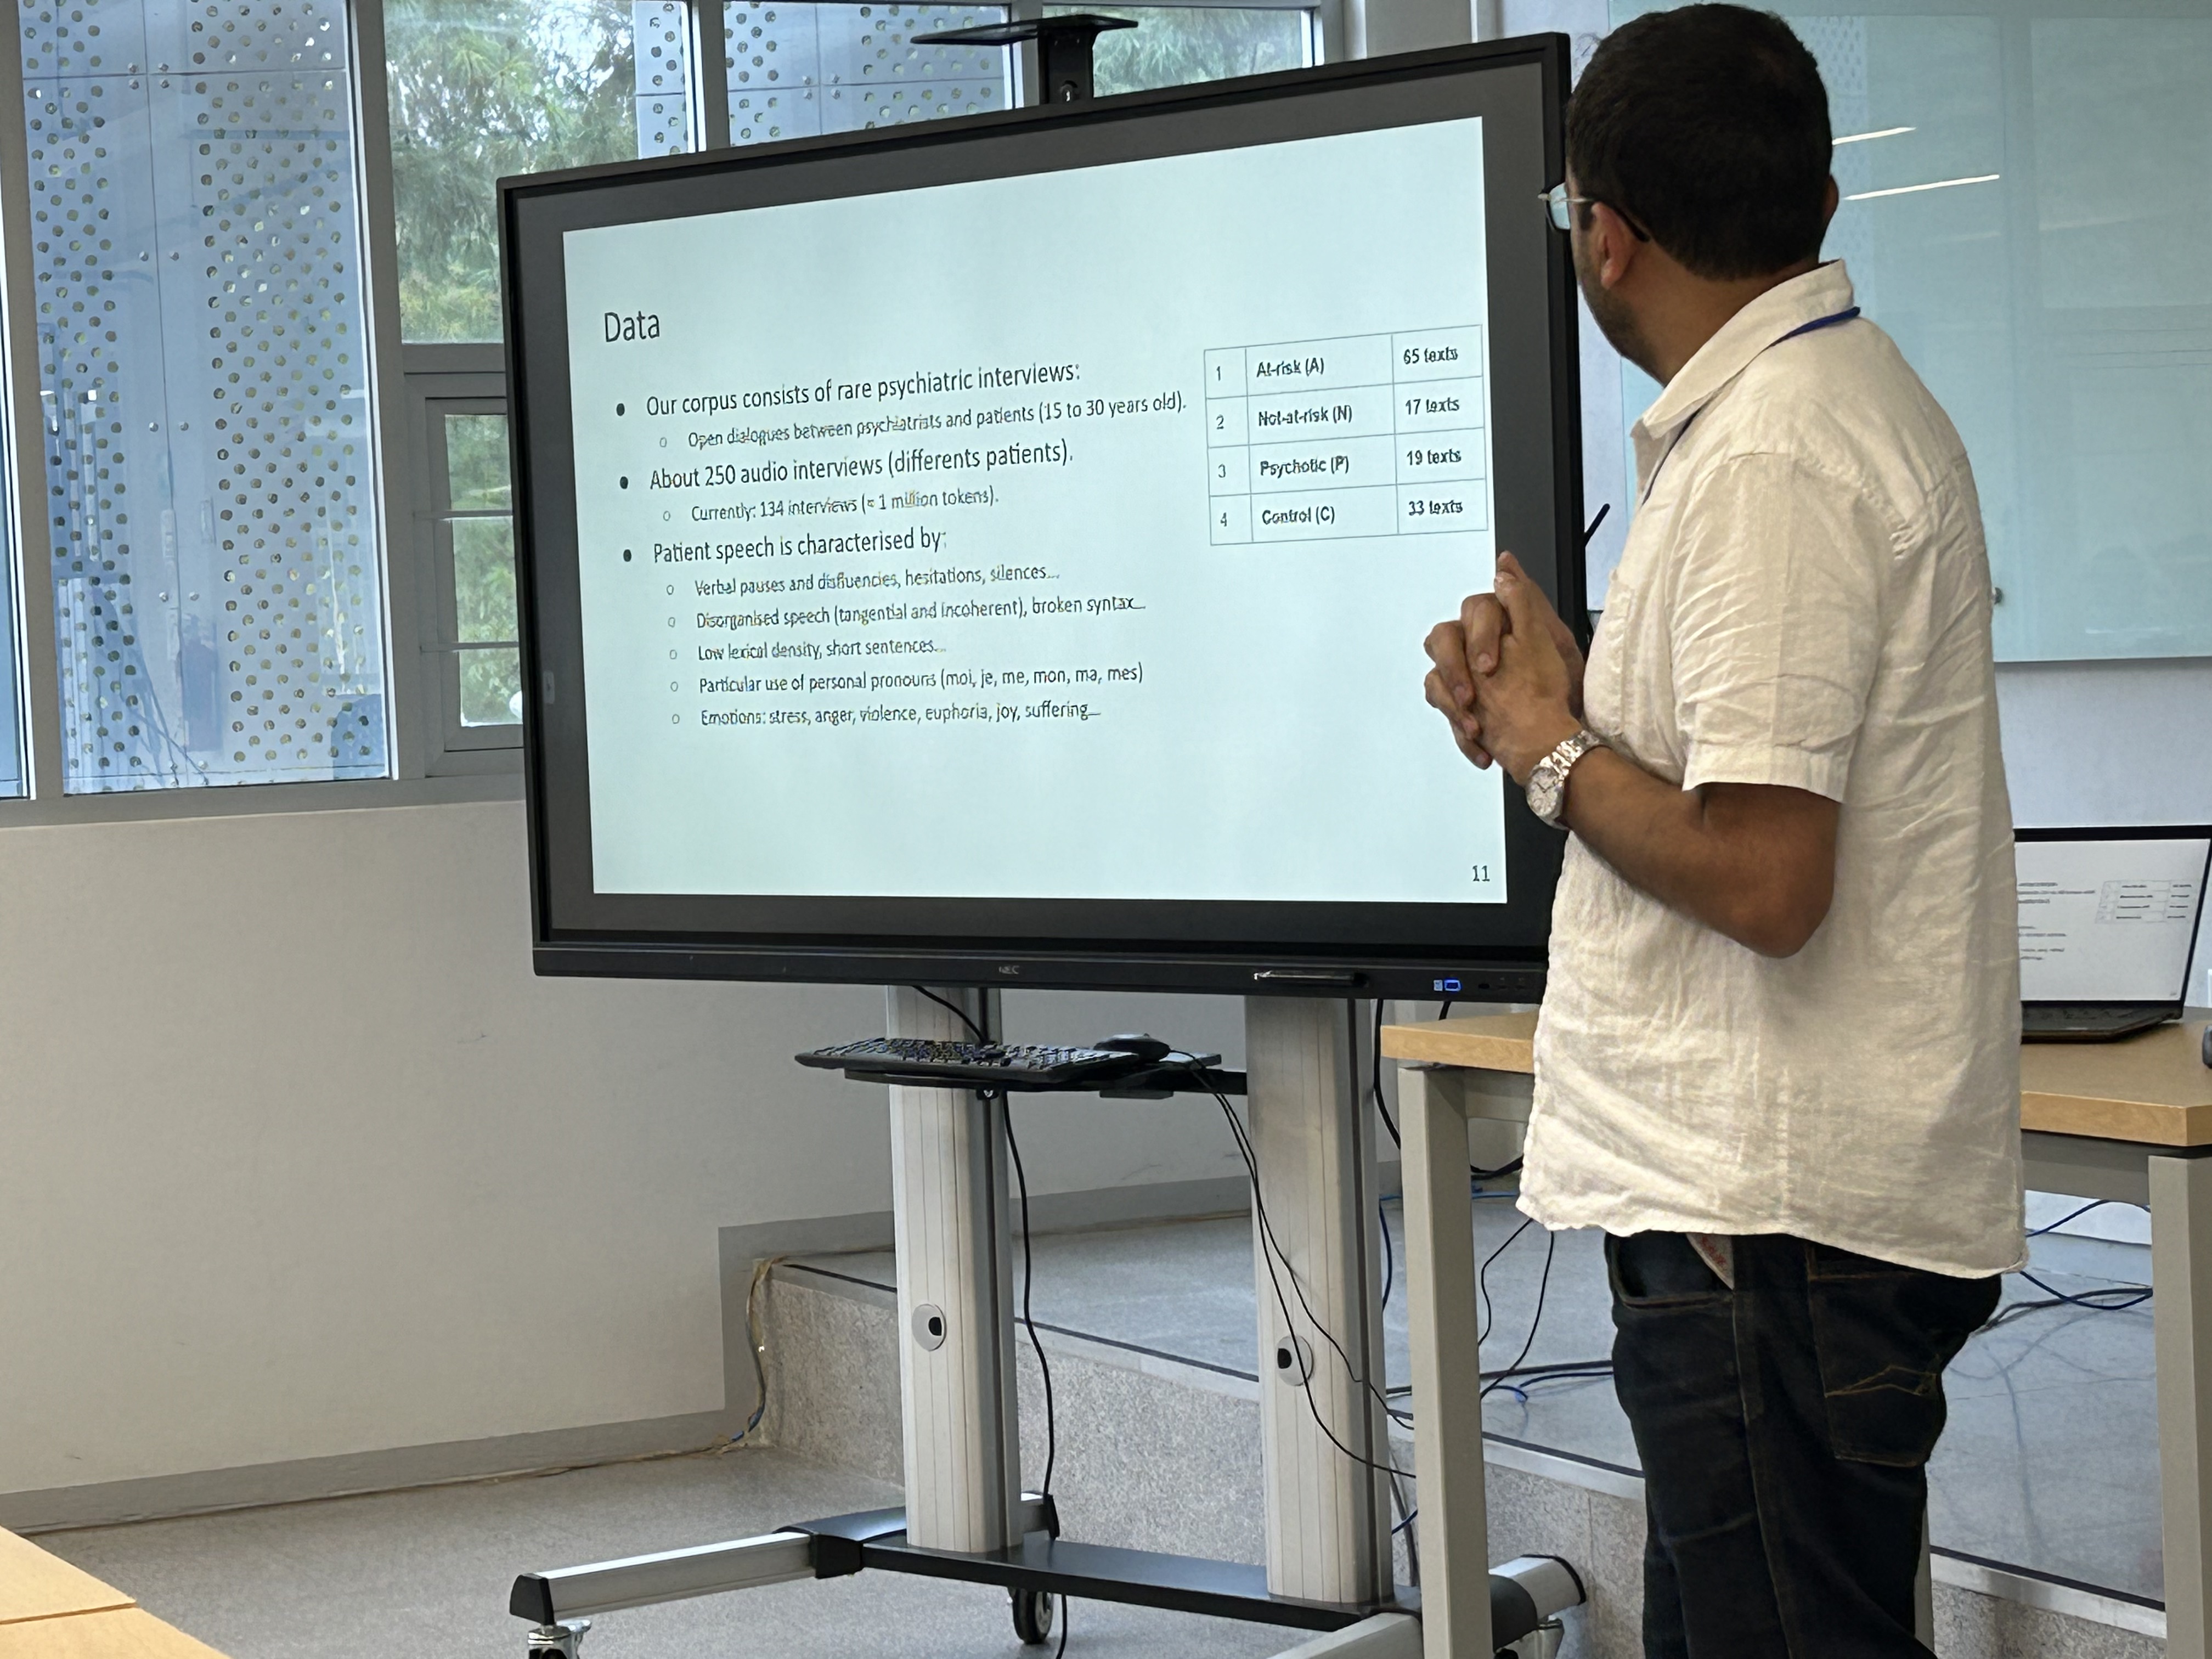 Data
● Our corpus consists of rare psychiatric interviews:
○ Open dialogues between psychiatrists and patients (15 to 30 years old).
● About 250 audio interviews (differents patients).
○ Currently: 134 interviews (≈ 1 million tokens).
● Patient speech is characterised by:
○ Verbal pauses and disfluencies, hesitations, silences...
○ Disorganised speech (tangential and incoherent), broken syntax...
○ Low lexical density, short sentences...
○ Particular use of personal pronouns (moi, je, me, mon, ma, mes)
○ Emotions: stress, anger, violence, euphoria, joy, suffering...
1 At-risk (A) 65 texts
2 Not-at-risk (N) 17 texts
3 Psychotic (P) 19 texts
4 Control (C) 33 texts
11
NEC